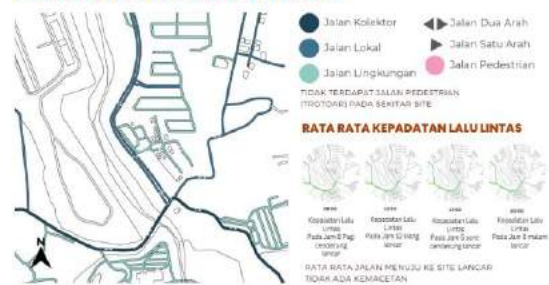 Jalan Kolektor
Jalan Dua Arah
Jalan Lokal
Jalan Satu Arah
Jalan Lingkungan
Jalan Pedestrian
TIDAK TERDAPAT JALAN PEDESTRIAN
(TROTOAR) PADA SEKITAR SITE
RATA RATA KEPADATAN LALU LINTAS
Kepadatan Lalu
Lintas
Pada Jam 8 Pagi
cenderung
lancar
Kepadatan Lalu
Lintas
Pada Jam 12 siang
lancar
Kepadatan Lalu
Lintas
Pada Jam 5 sore
cenderung lancar
Kepadatan Lalu
Lintas
Pada Jam 8 malam
lancar
N
RATA RATA JALAN MENUJU KE SITE LANCAR
TIDAK ADA KEMACETAN